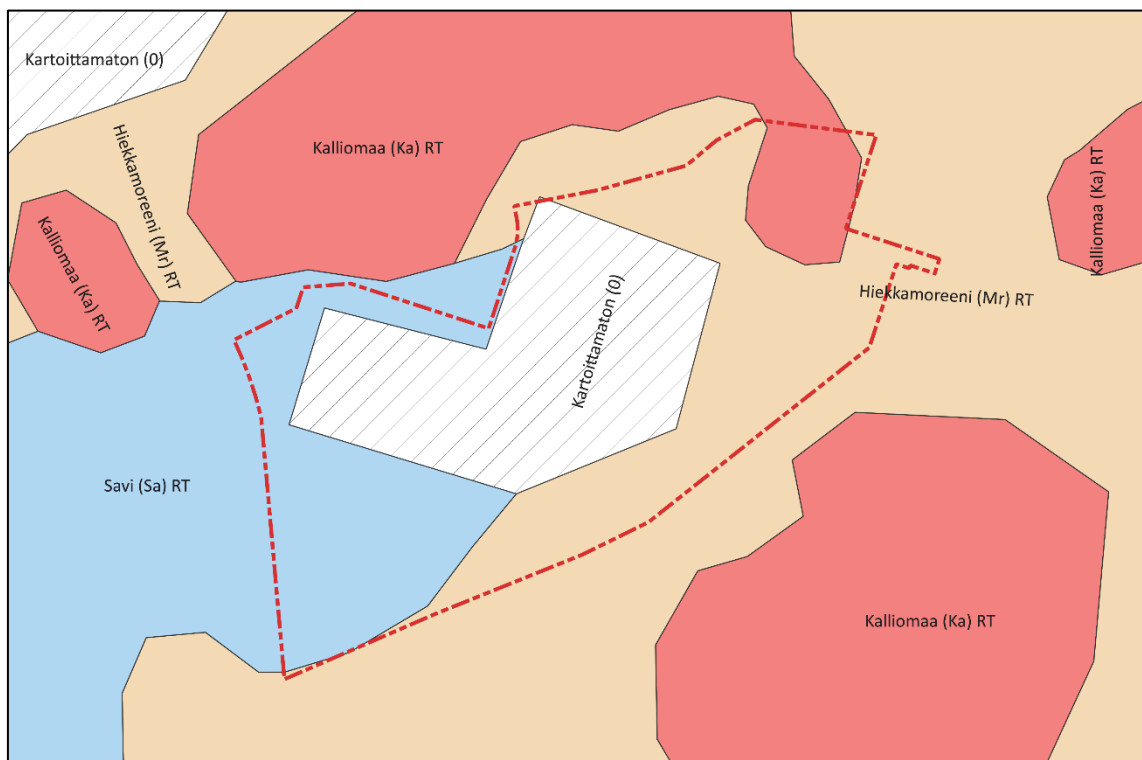 Kartoittamaton (0)
Hiekkamoreeni (Mr) RT
Kalliomaa (Ka) RT
Kalliomaa (Ka) RT
Kalliomaa (Ka) RT
Kartoittamaton (0)
Hiekkamoreeni (Mr) RT
Savi (Sa) RT
Kalliomaa (Ka) RT